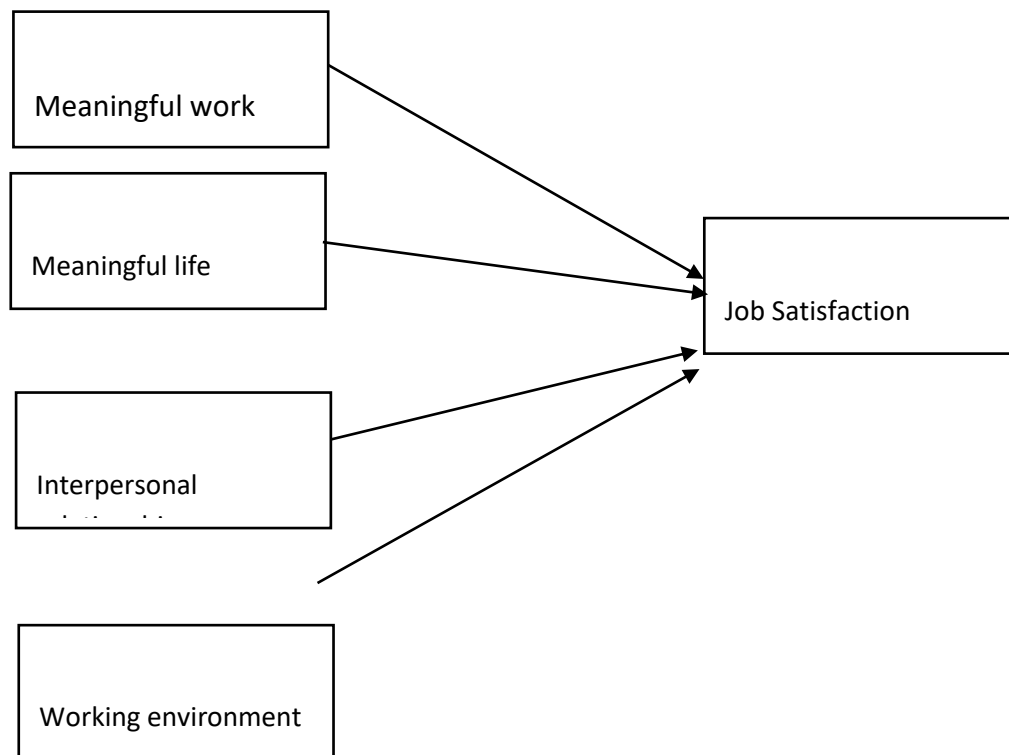 Meaningful work
Meaningful life
Job Satisfaction
Interpersonal
Working environment